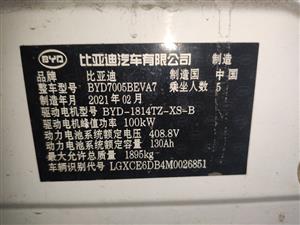 BYD 比亚迪汽车有限公司 制造
品牌 比亚迪 制造国 中国
型号 BYD7005BEVA7 乘坐人数 5
制造年月 2021年02月
驱动电机型号 BYD-1814TZ-XS-B
驱动电机峰值功率 100kW
动力电池系统额定电压 408.8V
动力电池系统额定容量 130Ah
最大允许总质量 1895kg
车辆识别代号 LGXCE6DB4M0026851